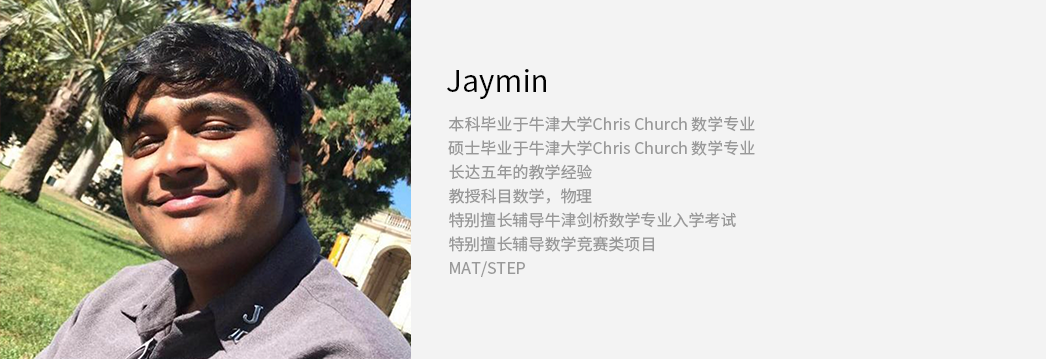 Jaymin
本科毕业于牛津大学Chris Church 数学专业
硕士毕业于牛津大学Chris Church 数学专业
长达五年的教学经验
教授科目数学，物理
特别擅长辅导牛津剑桥数学专业入学考试
特别擅长辅导数学竞赛类项目
MAT/STEP
J